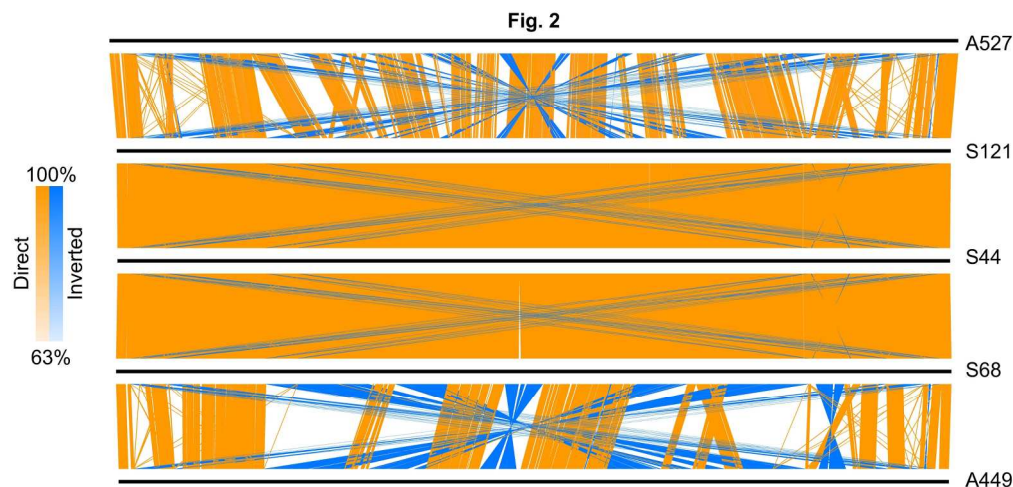 Fig. 2
A527
S121
100%
Direct
Inverted
S44
63%
S68
A449